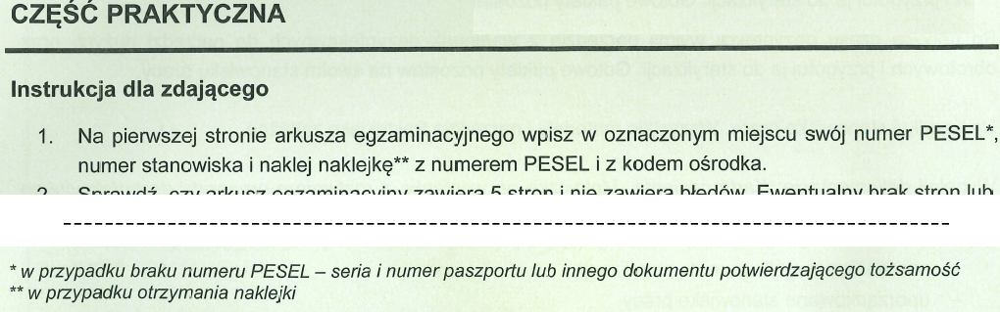 CZĘŚĆ PRAKTYCZNA
Instrukcja dla zdającego
1. Na pierwszej stronie arkusza egzaminacyjnego wpisz w oznaczonym miejscu swój numer PESEL*,
numer stanowiska i naklej naklejkę** z numerem PESEL i z kodem ośrodka.
2. Sprawdź, czy arkusz egzaminacyjny zawiera 5 stron i nie zawiera błędów. Ewentualny brak stron lub
* w przypadku braku numeru PESEL – seria i numer paszportu lub innego dokumentu potwierdzającego tożsamość
** w przypadku otrzymania naklejki